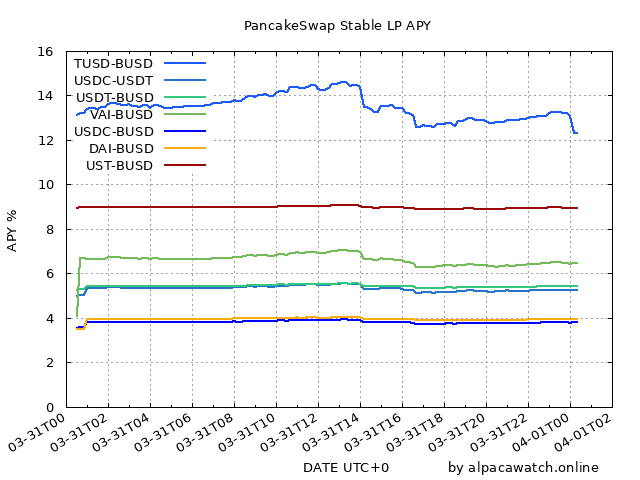 PancakeSwap Stable LP APY
TUSD-BUSD
USDC-USDT
USDT-BUSD
VAI-BUSD
USDC-BUSD
DAI-BUSD
UST-BUSD
APY %
16
14
12
10
8
6
4
2
0
03-31T00
03-31T02
03-31T04
03-31T06
03-31T08
03-31T10
03-31T12
03-31T14
03-31T16
03-31T18
03-31T20
03-31T22
04-01T00
04-01T02
DATE UTC+0
by alpacawatch.online